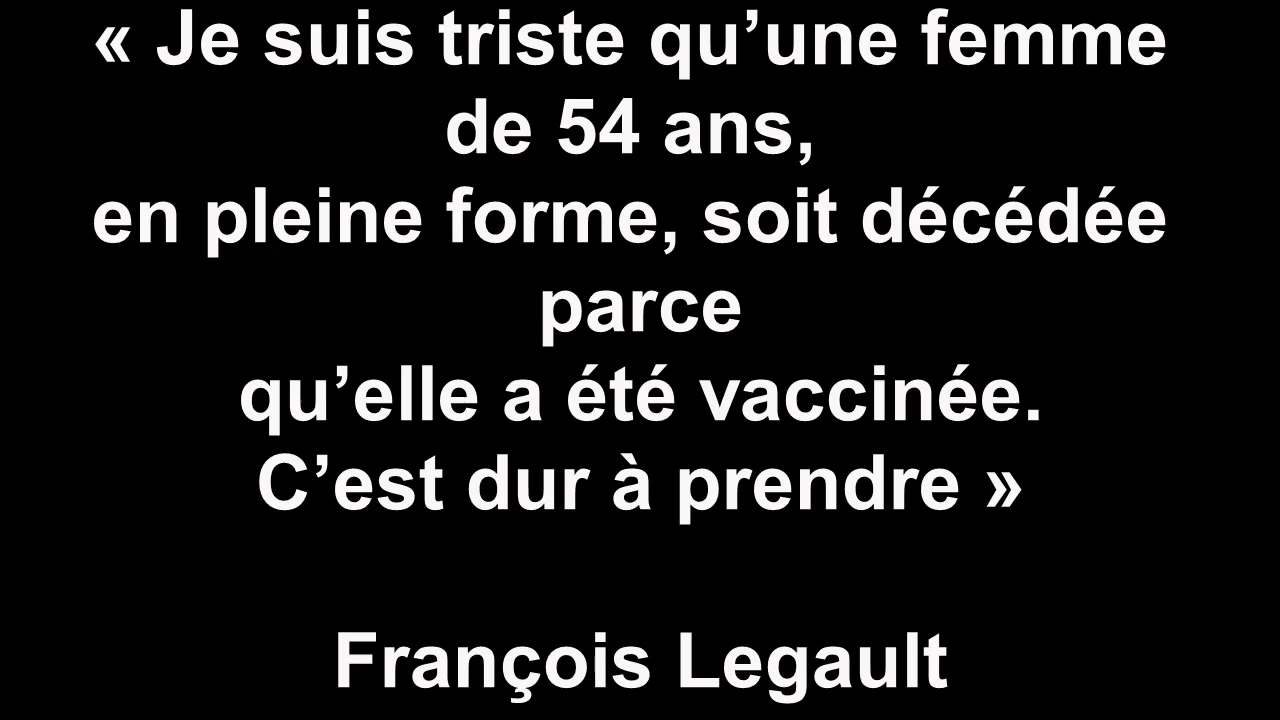 « Je suis triste qu’une femme
de 54 ans,
en pleine forme, soit décédée
parce
qu’elle a été vaccinée.
C’est dur à prendre »
François Legault